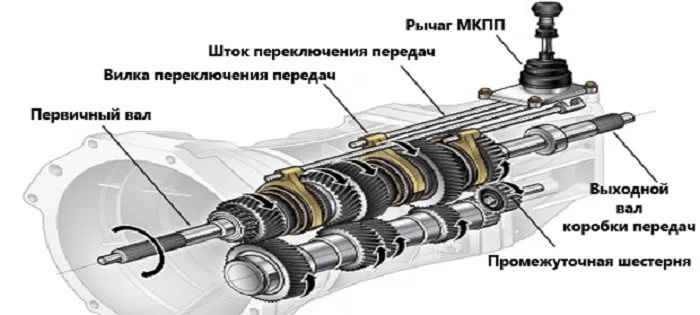 Рычаг МКПП
Шток переключения передач
Вилка переключения передач
Первичный вал
Выходной
вал
коробки передач
Промежуточная шестерня